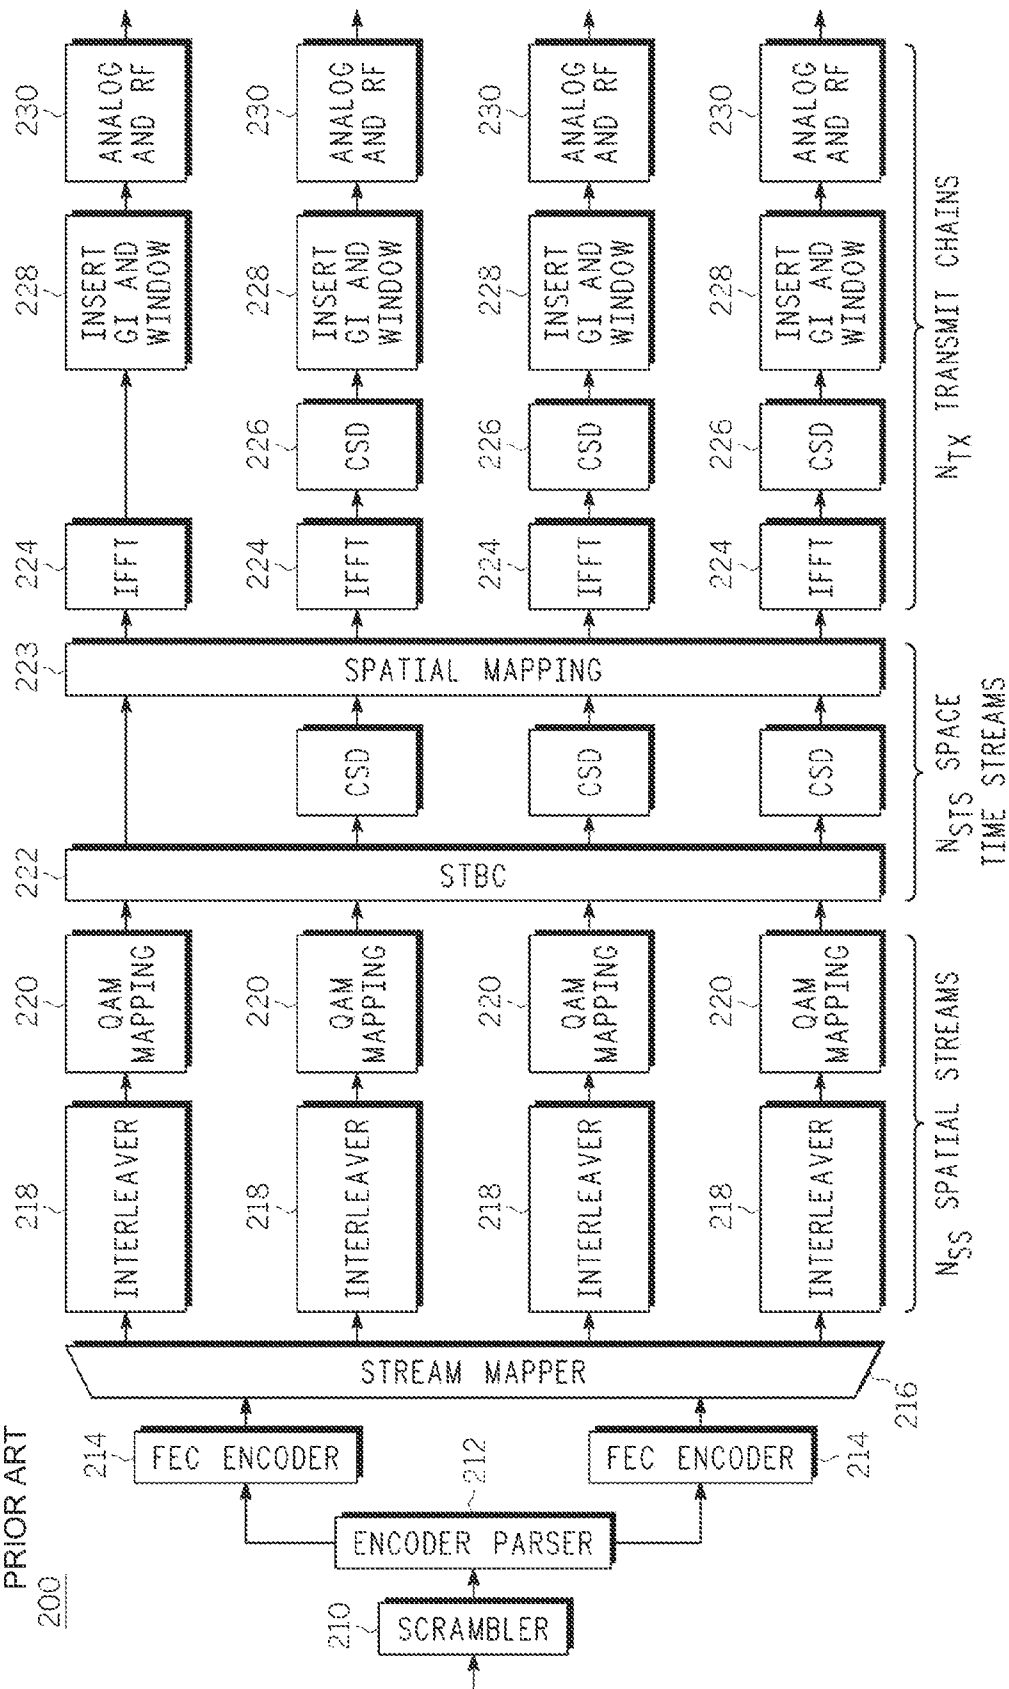 PRIOR ART
200
210
SCRAMBLER
212
ENCODER PARSER
214
FEC ENCODER
214
FEC ENCODER
216
STREAM MAPPER
218
INTERLEAVER
220
QAM
MAPPING
218
INTERLEAVER
220
QAM
MAPPING
218
INTERLEAVER
220
QAM
MAPPING
218
INTERLEAVER
220
QAM
MAPPING
NSS SPATIAL STREAMS
222
STBC
CSD
CSD
CSD
223
SPATIAL MAPPING
NSTS SPACE
TIME STREAMS
224
IFFT
228
INSERT
GI AND
WINDOW
230
ANALOG
AND RF
224
IFFT
226
CSD
228
INSERT
GI AND
WINDOW
230
ANALOG
AND RF
224
IFFT
226
CSD
228
INSERT
GI AND
WINDOW
230
ANALOG
AND RF
224
IFFT
226
CSD
228
INSERT
GI AND
WINDOW
230
ANALOG
AND RF
NTX TRANSMIT CHAINS